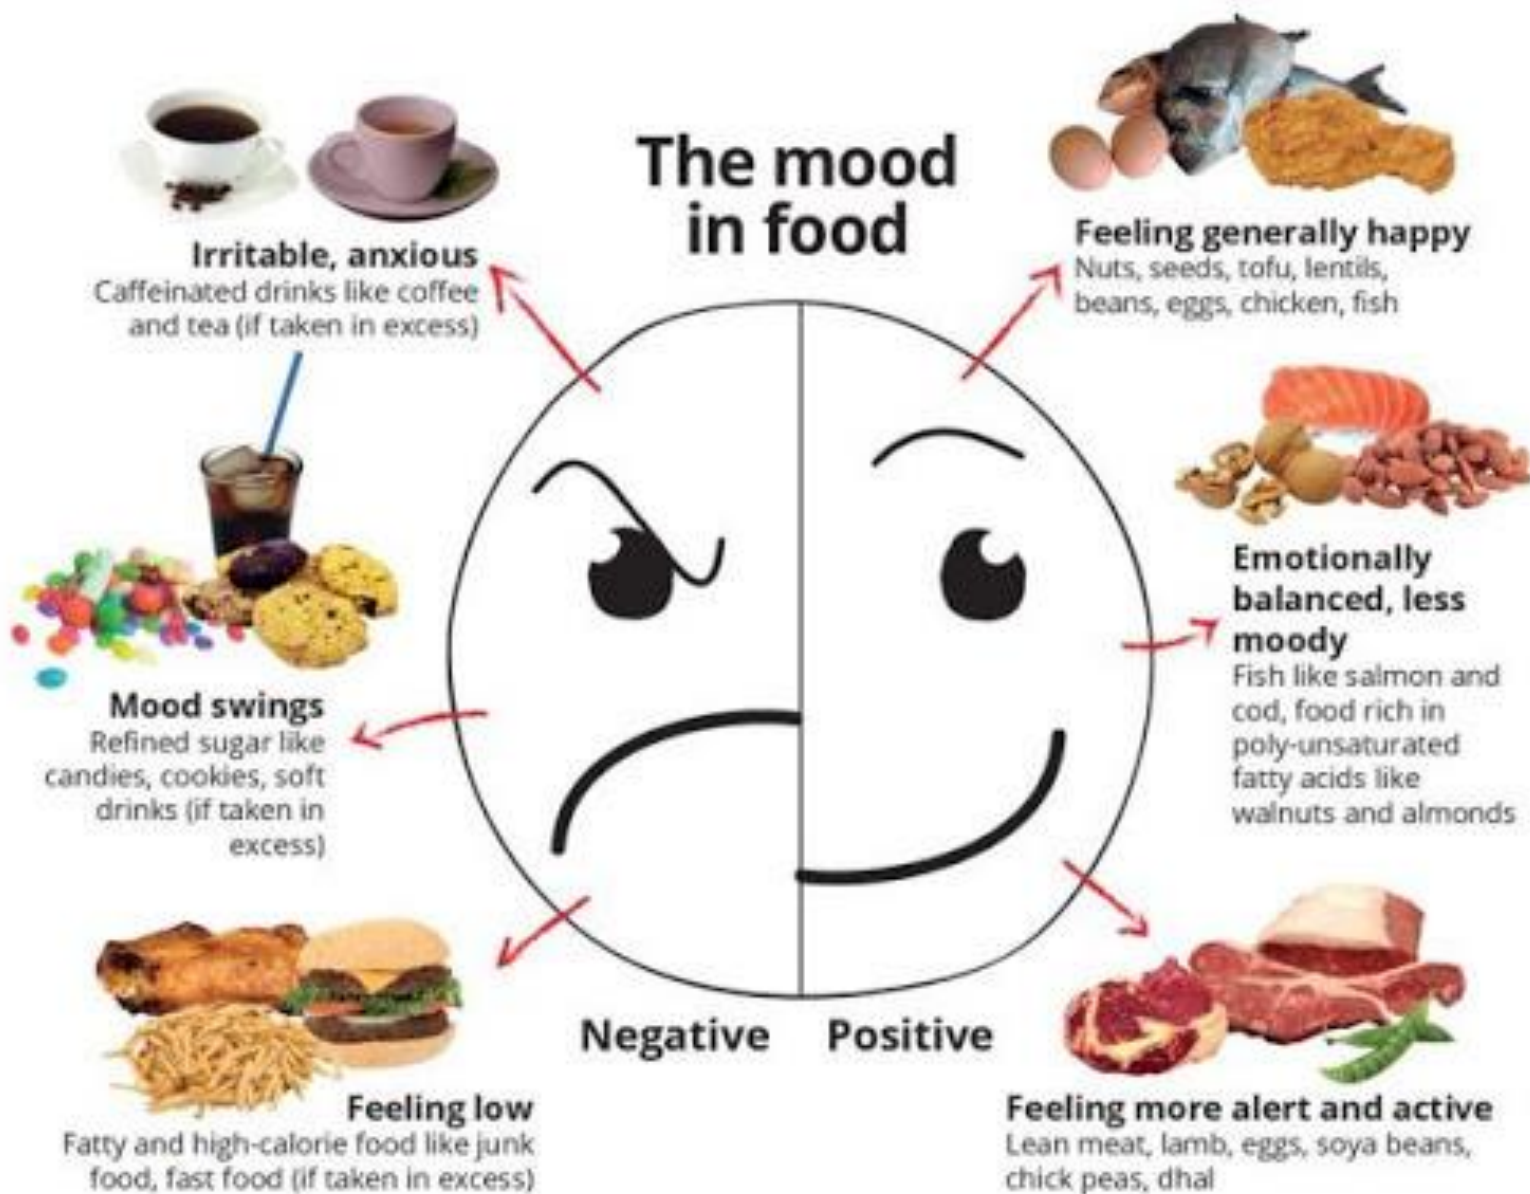 The mood
in food
Irritable, anxious
Caffeinated drinks like coffee
and tea (if taken in excess)
Mood swings
Refined sugar like
candies, cookies, soft
drinks (if taken in
excess)
Feeling low
Fatty and high-calorie food like junk
food, fast food (if taken in excess)
Negative
Positive
Feeling generally happy
Nuts, seeds, tofu, lentils,
beans, eggs, chicken, fish
Emotionally
balanced, less
moody
Fish like salmon and
cod, food rich in
poly-unsaturated
fatty acids like
walnuts and almonds
Feeling more alert and active
Lean meat, lamb, eggs, soya beans,
chick peas, dhal